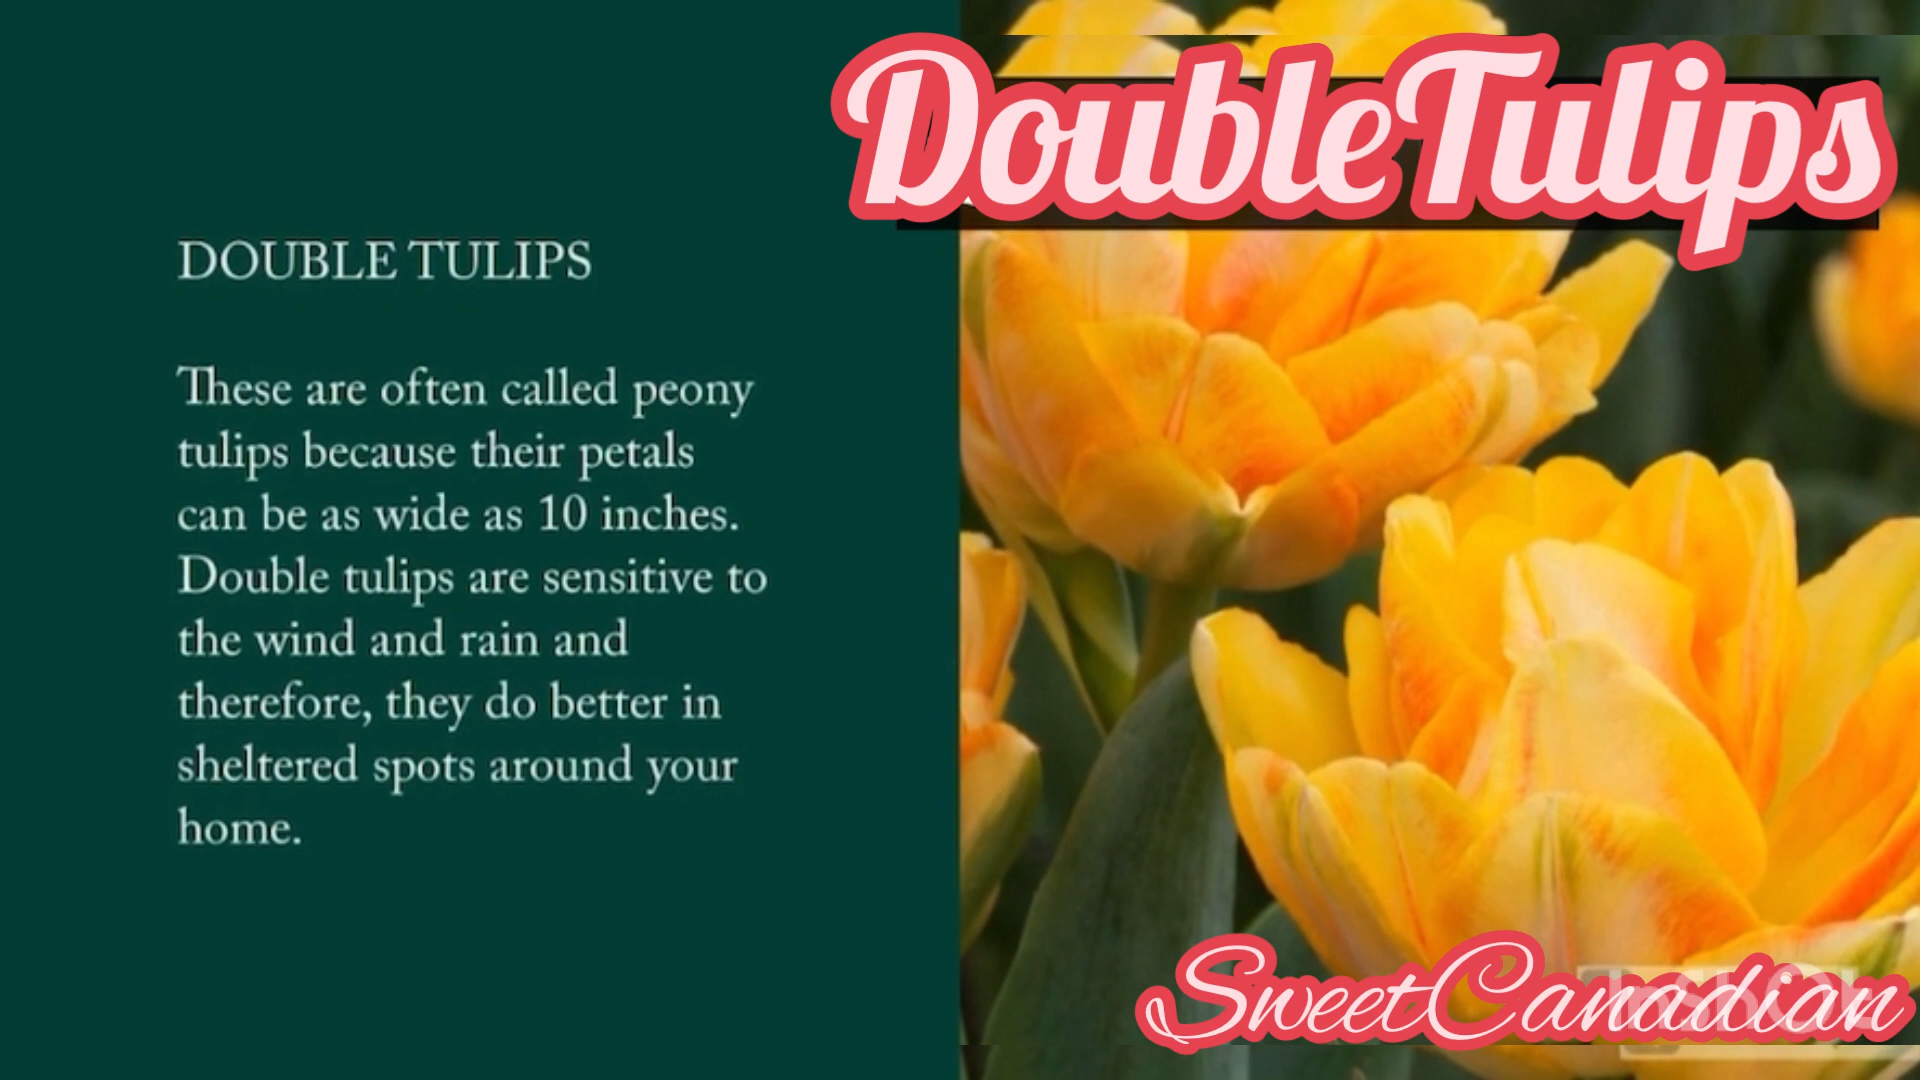 DoubleTulips
DOUBLE TULIPS
These are often called peony
tulips because their petals
can be as wide as 10 inches.
Double tulips are sensitive to
the wind and rain and
therefore, they do better in
sheltered spots around your
home.
SweetCanadian
InShOt